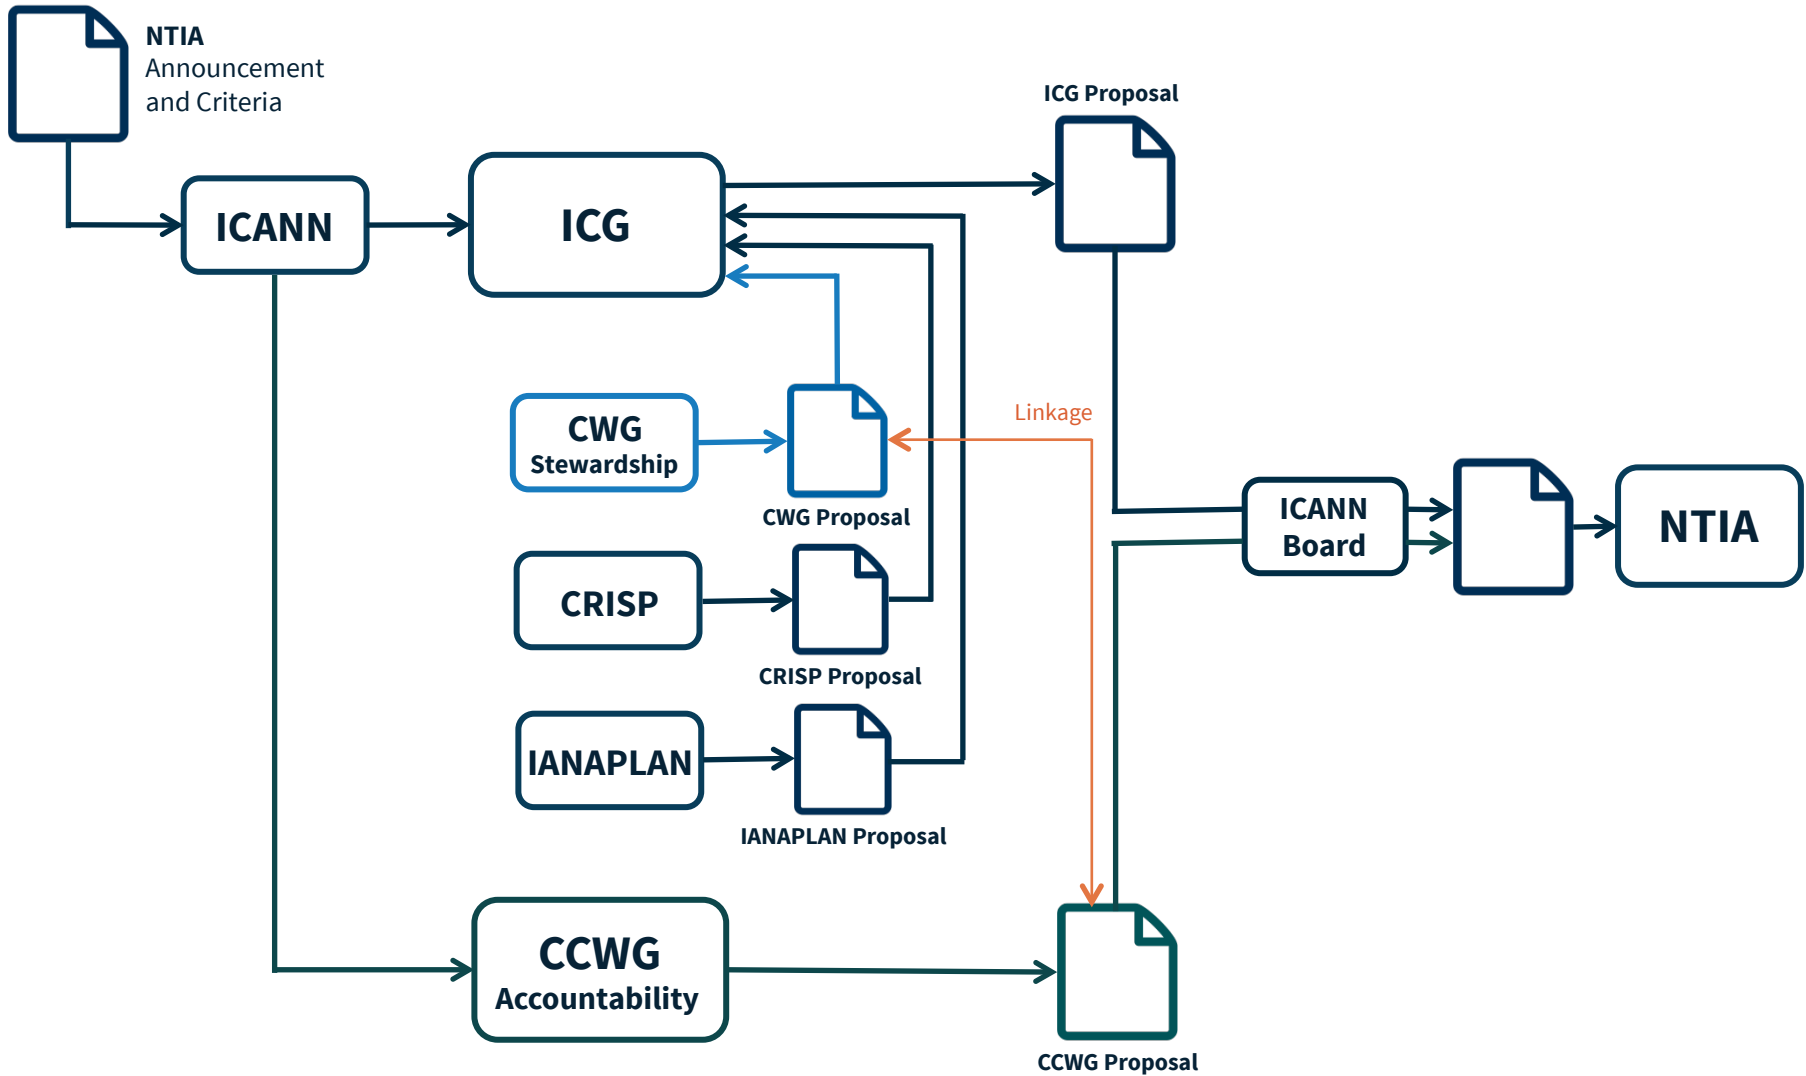 NTIA
Announcement
and Criteria
ICG Proposal
ICANN
ICG
Linkage
CWG
Stewardship
CWG Proposal
ICANN
Board
NTIA
CRISP
CRISP Proposal
IANAPLAN
IANAPLAN Proposal
CCWG
Accountability
CCWG Proposal